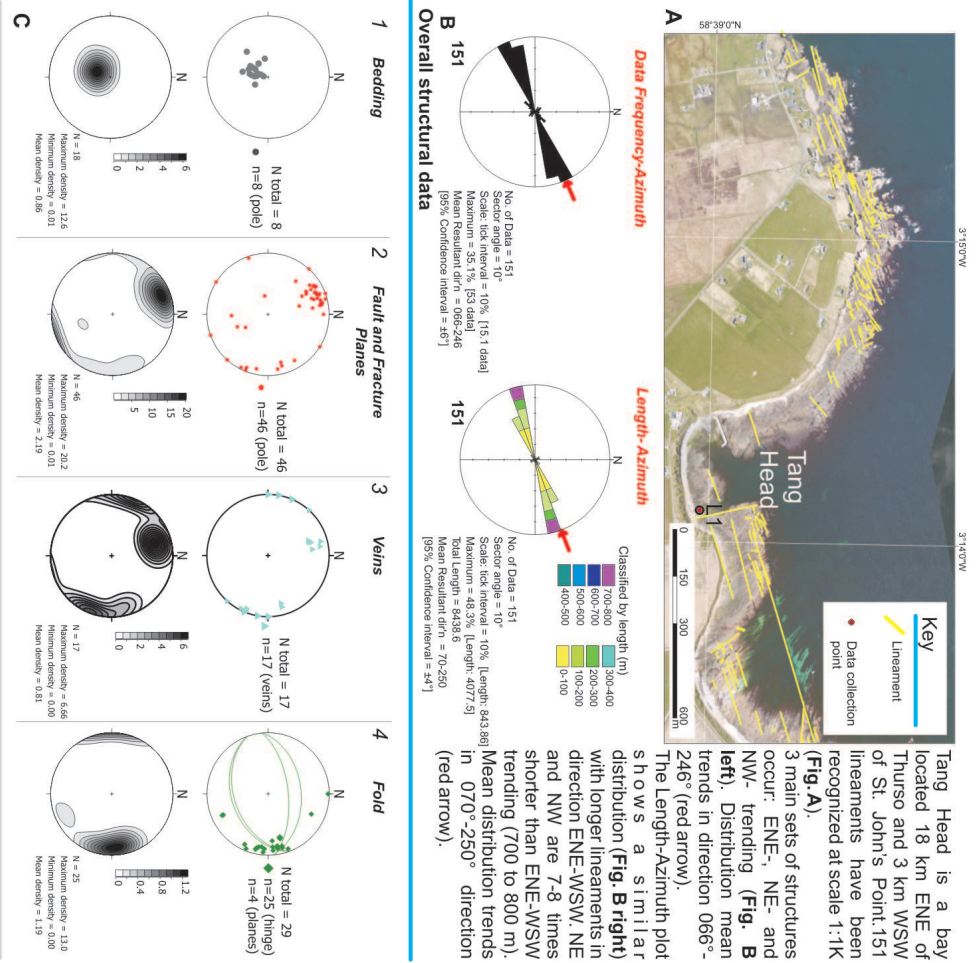 A
58°39'0"N
3°15'0"W
3°14'0"W
Tang
Head
L1
0 150 300 600
m
Key
Lineament
Data collection
point
Tang Head is a bay
located 18 km ENE of
Thurso and 3 km WSW
of St. John's Point.151
lineaments have been
recognized at scale 1:1K
(Fig.A).
3 main sets of structures
occur: ENE-, NE- and
NW- trending (Fig. B
left). Distribution mean
trends in direction 066°-
246° (red arrow).
The Length-Azimuth plot
shows a similar
distribution (Fig. B right)
with longer lineaments in
direction ENE-WSW. NE
and NW are 7-8 times
shorter than ENE-WSW
trending (700 to 800 m).
Mean distribution trends
in 070°-250° direction
(red arrow).
Data Frequency-Azimuth
N
151
B
No. of Data = 151
Sector angle = 10°
Scale: tick interval = 10% [15.1 data]
Maximum = 35.1% [53 data]
Mean Resultant dir'n = 066-246
[95% Confidence interval = ±6°]
Length- Azimuth
N
151
Classified by length (m)
700-800
600-700
500-600
400-500
300-400
200-300
100-200
0-100
No. of Data = 151
Sector angle = 10°
Scale: tick interval = 10% [Length: 843.86]
Maximum = 48.3% [Length: 4077.5]
Total Length = 8438.6
Mean Resultant dir'n = 70-250
[95% Confidence interval = ±4°]
Overall structural data
C
1
Bedding
N
N total = 8
n=8 (pole)
N
0 2 4 6
N = 18
Maximum density = 12.6
Minimum density = 0.01
Mean density = 0.86
2
Fault and Fracture
Planes
N
N total = 46
n=46 (pole)
N
5 10 15 20
N = 46
Maximum density = 20.2
Minimum density = 0.01
Mean density = 2.19
3
Veins
N
N total = 17
n=17 (veins)
N
0 2 4 6
N = 17
Maximum density = 6.66
Minimum density = 0.00
Mean density = 0.81
4
Fold
N
N total = 29
n=25 (hinge)
n=4 (planes)
N
0 0.4 0.8 1.2
N = 25
Maximum density = 13.0
Minimum density = 0.00
Mean density = 1.19